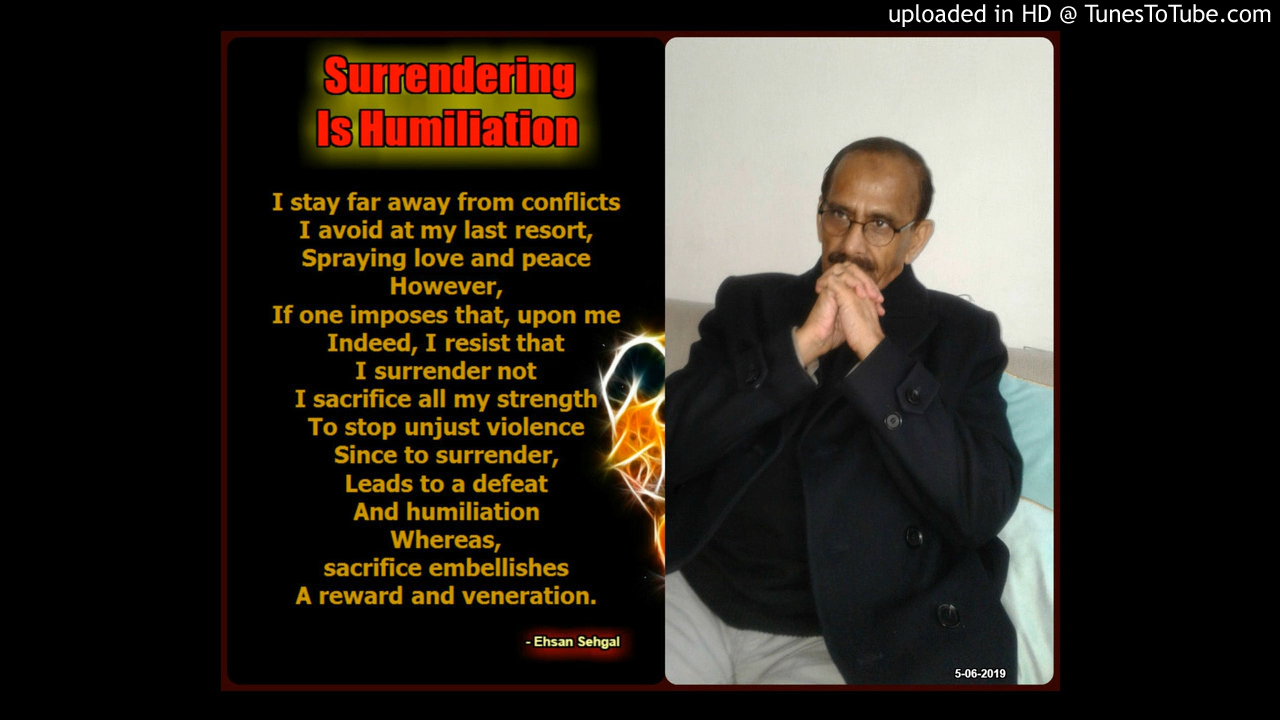 uploaded in HD @ TunesToTube.com
Surrendering
Is Humiliation
I stay far away from conflicts
I avoid at my last resort,
Spraying love and peace
However,
If one imposes that, upon me
Indeed, I resist that
I surrender not
I sacrifice all my strength
To stop unjust violence
Since to surrender,
Leads to a defeat
And humiliation
Whereas,
sacrifice embellishes
A reward and veneration.
- Ehsan Sehgal
5-06-2019